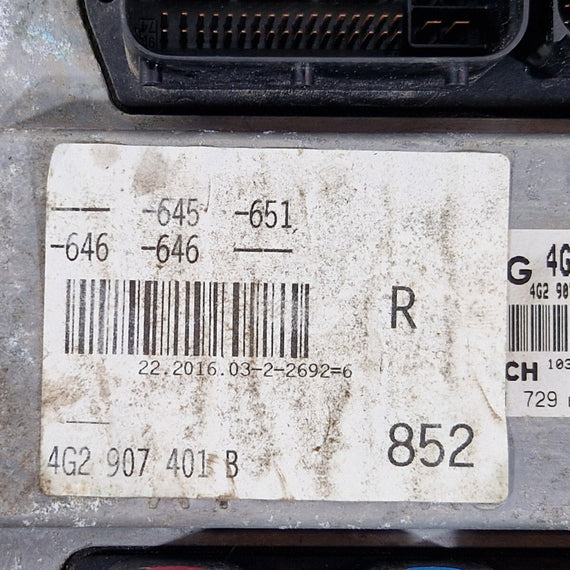 -645 -651
-646 -646
R
22.2016.03-2-2692=6
852
4G2 907 401 B
G 4G
4G2 90
CH 103
729